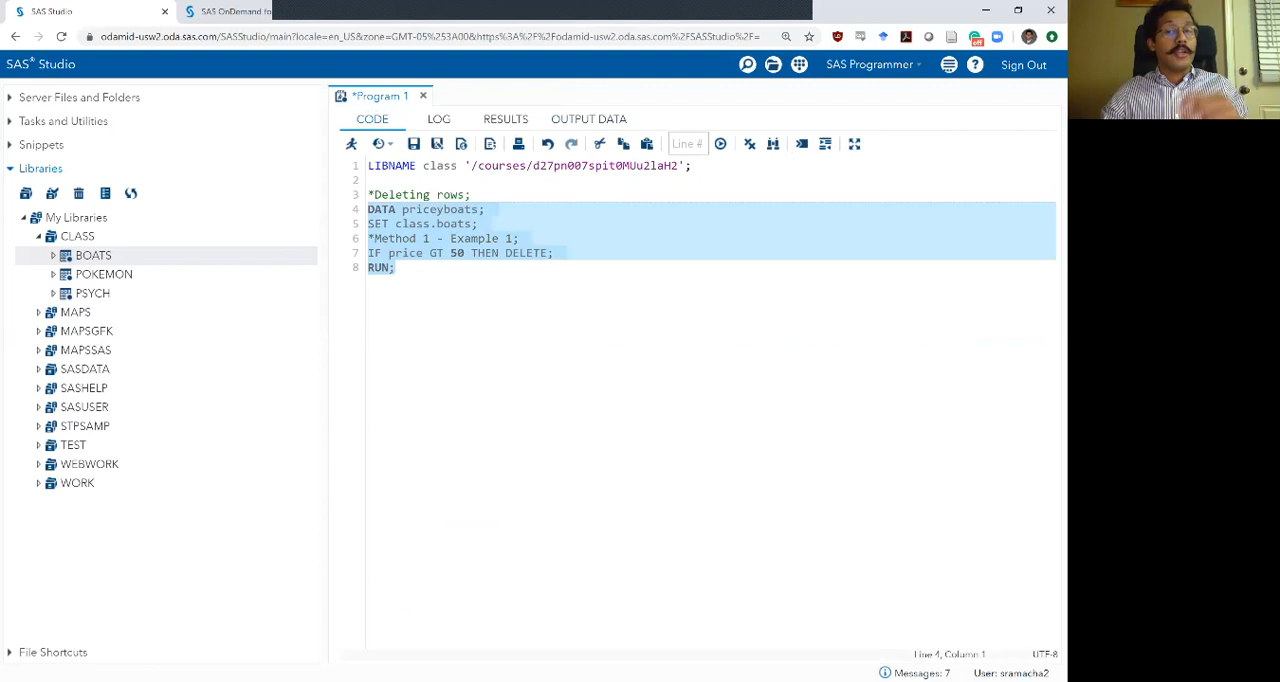 SAS Studio
SAS OnDemand fo
odamid-usw2.oda.sas.com/SASStudio/main?locale=en_US&zone=GMT-05%253A00&https%3A%2F%2Fodamid-usw2.oda.sas.com%2FSASStudio%2F=
SAS® Studio
SAS Programmer
Sign Out
Server Files and Folders
Tasks and Utilities
Snippets
Libraries
My Libraries
CLASS
BOATS
POKEMON
PSYCH
MAPS
MAPSGFK
MAPSSAS
SASDATA
SASHELP
SASUSER
STPSAMP
TEST
WEBWORK
WORK
File Shortcuts
*Program 1
CODE LOG RESULTS OUTPUT DATA
Line #
1 LIBNAME class '/courses/d27pn007spit0MUu2laH2';
2
3 *Deleting rows;
4 DATA priceyboats;
5 SET class.boats;
6 *Method 1 - Example 1;
7 IF price GT 50 THEN DELETE;
8 RUN;
Line 4, Column 1
UTF-8
Messages: 7
User: sramacha2